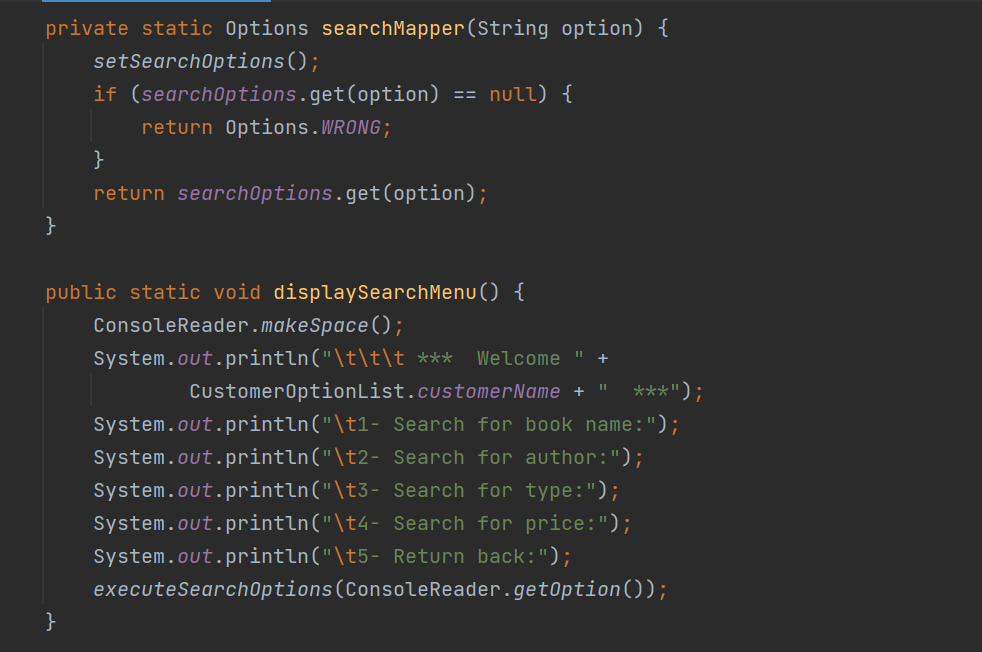 private static Options searchMapper(String option) {
    setSearchOptions();
    if (searchOptions.get(option) == null) {
        return Options.WRONG;
    }
    return searchOptions.get(option);
}

public static void displaySearchMenu() {
    ConsoleReader.makeSpace();
    System.out.println("\t\t\t ***  Welcome " +
            CustomerOptionList.customerName + "  ***");
    System.out.println("\t1- Search for book name:");
    System.out.println("\t2- Search for author:");
    System.out.println("\t3- Search for type:");
    System.out.println("\t4- Search for price:");
    System.out.println("\t5- Return back:");
    executeSearchOptions(ConsoleReader.getOption());
}